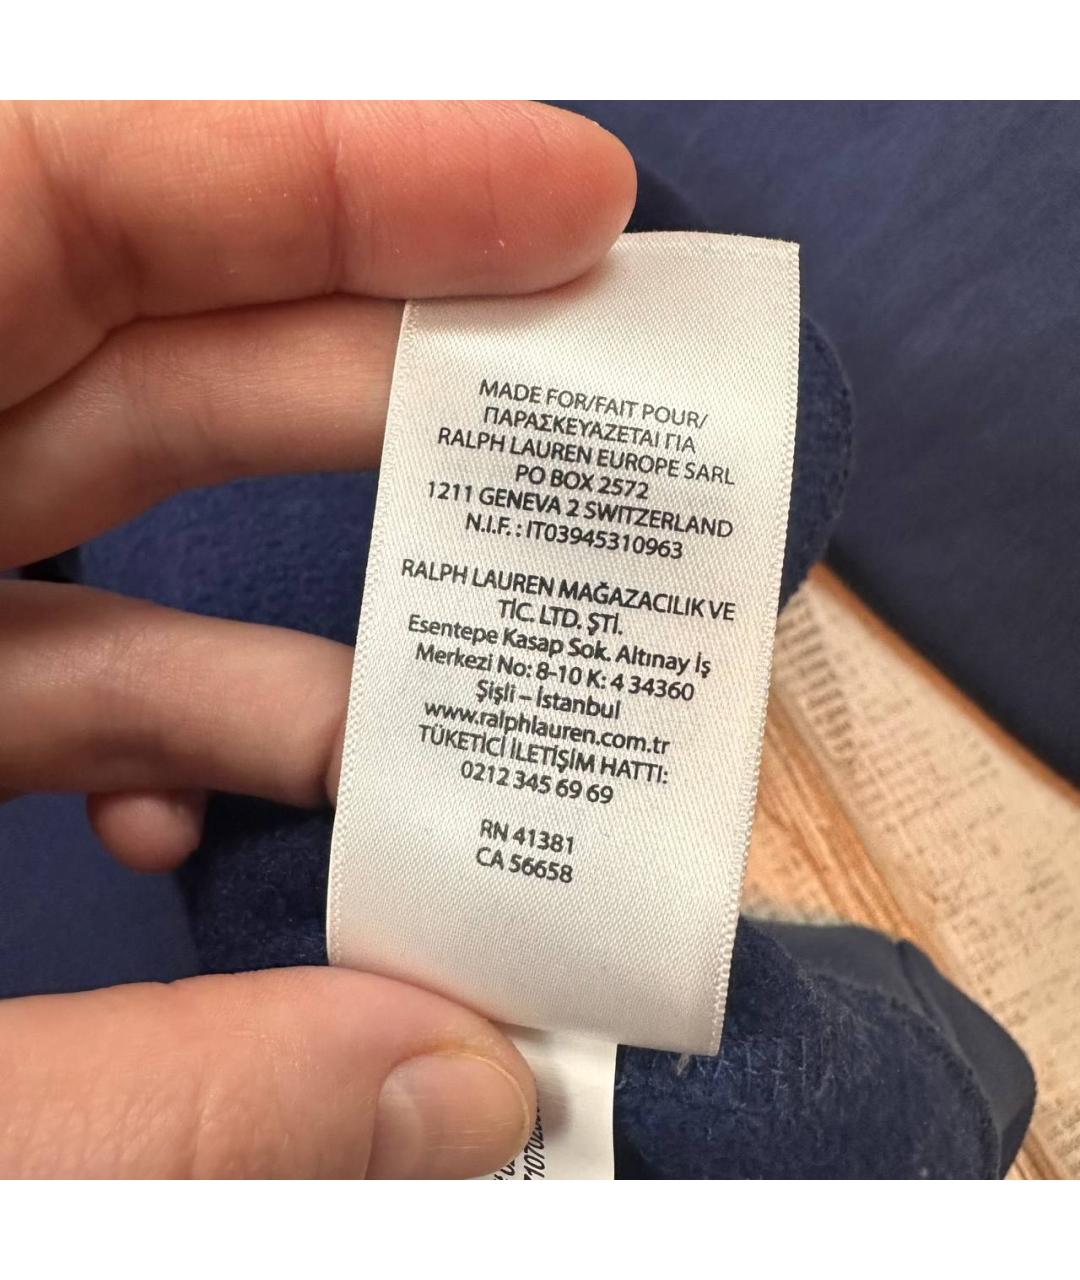 MADE FOR/FAIT POUR/
ΠΑΡΑΣΚΕΥΑΖΕΤΑΙ ΓΙΑ
RALPH LAUREN EUROPE SARL
PO BOX 2572
1211 GENEVA 2 SWITZERLAND
N.I.F. : IT03945310963
RALPH LAUREN MAĞAZACILIK VE
TİC. LTD. ŞTİ.
Esentepe Kasap Sok. Altınay İş
Merkezi No: 8-10 K: 4 34360
Şişli – İstanbul
www.ralphlauren.com.tr
TÜKETİCİ İLETİŞİM HATTI:
0212 345 69 69
RN 41381
CA 56658